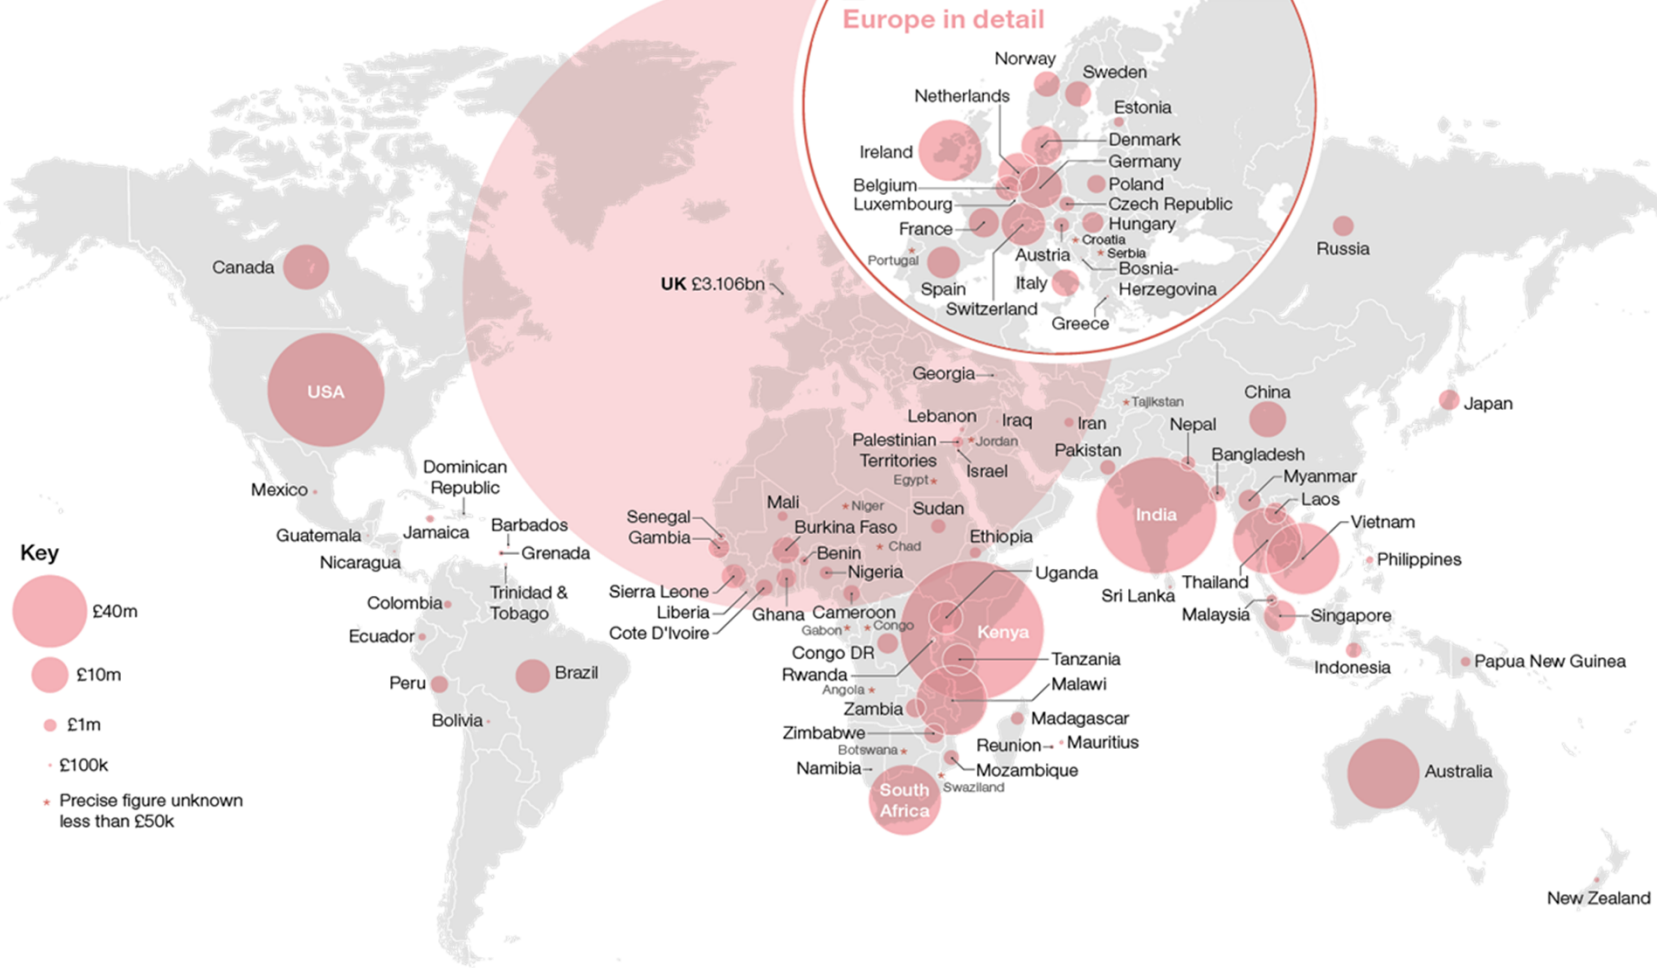 Europe in detail
Norway
Sweden
Netherlands
Estonia
Denmark
Ireland
Germany
Belgium
Poland
Luxembourg
Czech Republic
France
Hungary
Croatia
Portugal
Austria
Serbia
Bosnia-
Herzegovina
Spain
Italy
Switzerland
Greece
Russia
Canada
UK £3.106bn
USA
Georgia
Tajikstan
China
Japan
Lebanon
Iraq
Iran
Nepal
Palestinian
Territories
Jordan
Israel
Pakistan
Bangladesh
Egypt
Myanmar
Laos
India
Vietnam
Dominican
Republic
Mexico
Jamaica
Guatemala
Barbados
Grenada
Nicaragua
Trinidad &
Tobago
Mali
Niger
Sudan
Senegal
Gambia
Burkina Faso
Chad
Ethiopia
Benin
Nigeria
Uganda
Sierra Leone
Liberia
Cote D'Ivoire
Ghana
Cameroon
Gabon
Congo
Kenya
Congo DR
Rwanda
Tanzania
Angola
Malawi
Zambia
Madagascar
Zimbabwe
Botswana
Reunion
Mauritius
Namibia
Mozambique
Swaziland
South
Africa
Philippines
Thailand
Sri Lanka
Malaysia
Singapore
Indonesia
Papua New Guinea
Australia
New Zealand
Colombia
Ecuador
Peru
Brazil
Bolivia
Key
£40m
£10m
£1m
£100k
Precise figure unknown
less than £50k